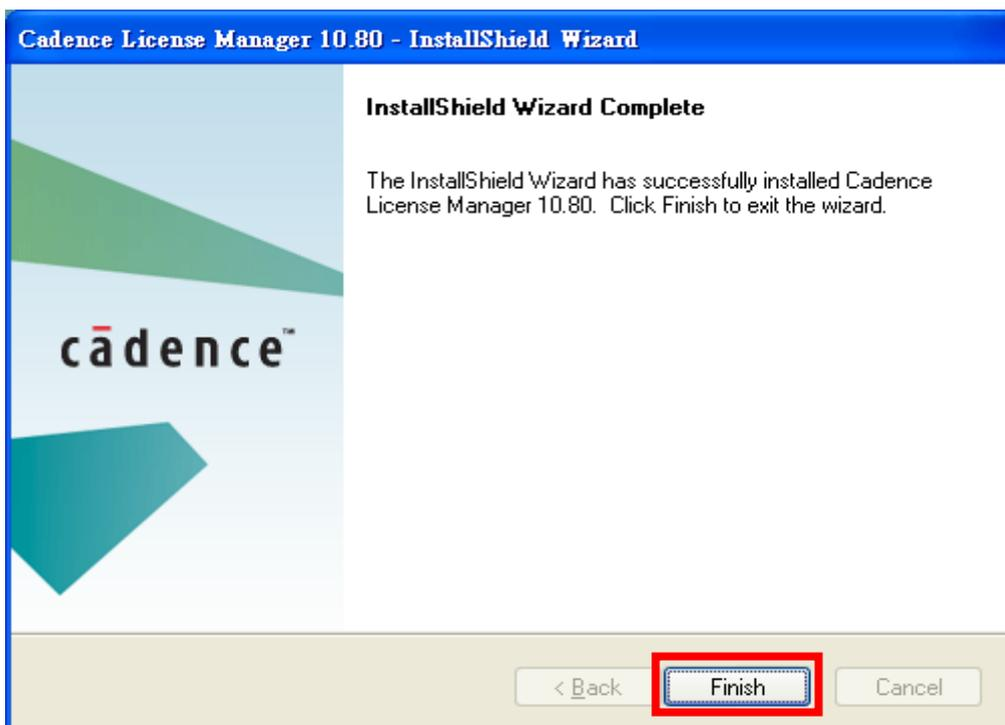 Cadence License Manager 10.80 - InstallShield Wizard
InstallShield Wizard Complete
The InstallShield Wizard has successfully installed Cadence
License Manager 10.80. Click Finish to exit the wizard.
cādence™
< Back
Finish
Cancel